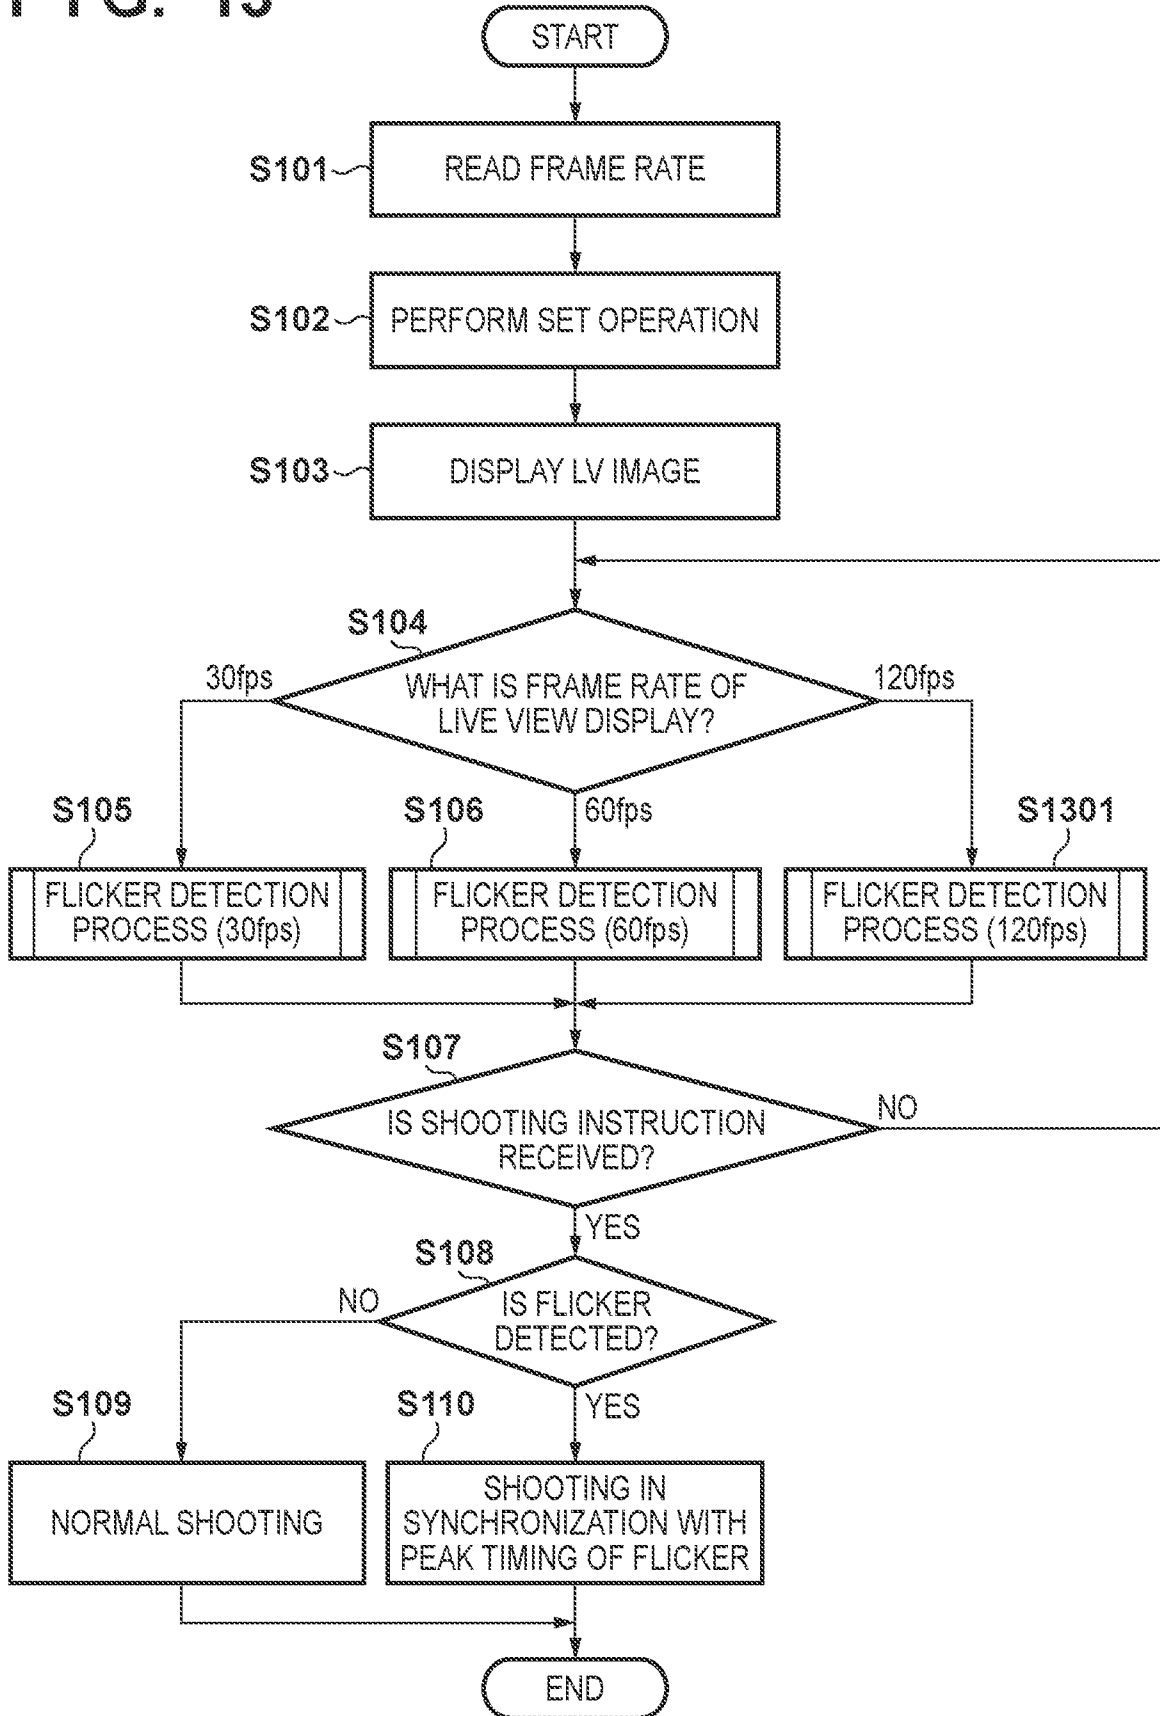 START
S101
READ FRAME RATE
S102
PERFORM SET OPERATION
S103
DISPLAY LV IMAGE
S104
30fps
WHAT IS FRAME RATE OF
LIVE VIEW DISPLAY?
120fps
60fps
S105
FLICKER DETECTION
PROCESS (30fps)
S106
FLICKER DETECTION
PROCESS (60fps)
S1301
FLICKER DETECTION
PROCESS (120fps)
S107
IS SHOOTING INSTRUCTION
RECEIVED?
NO
YES
S108
NO
IS FLICKER
DETECTED?
YES
S109
NORMAL SHOOTING
S110
SHOOTING IN
SYNCHRONIZATION WITH
PEAK TIMING OF FLICKER
END